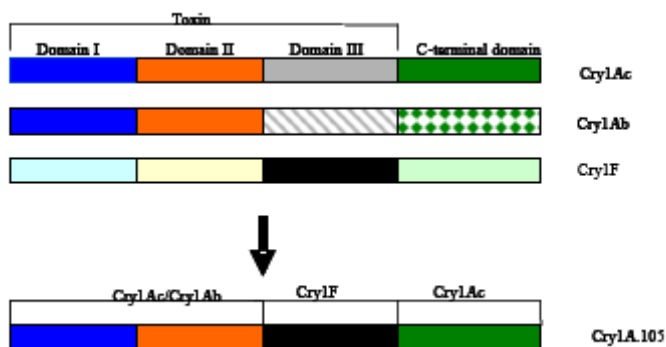 Toxin
Domain I Domain II Domain III C-terminal domain
Cry1Ac
Cry1Ab
Cry1F
Cry1Ac/Cry1Ab Cry1F Cry1Ac
Cry1A.105